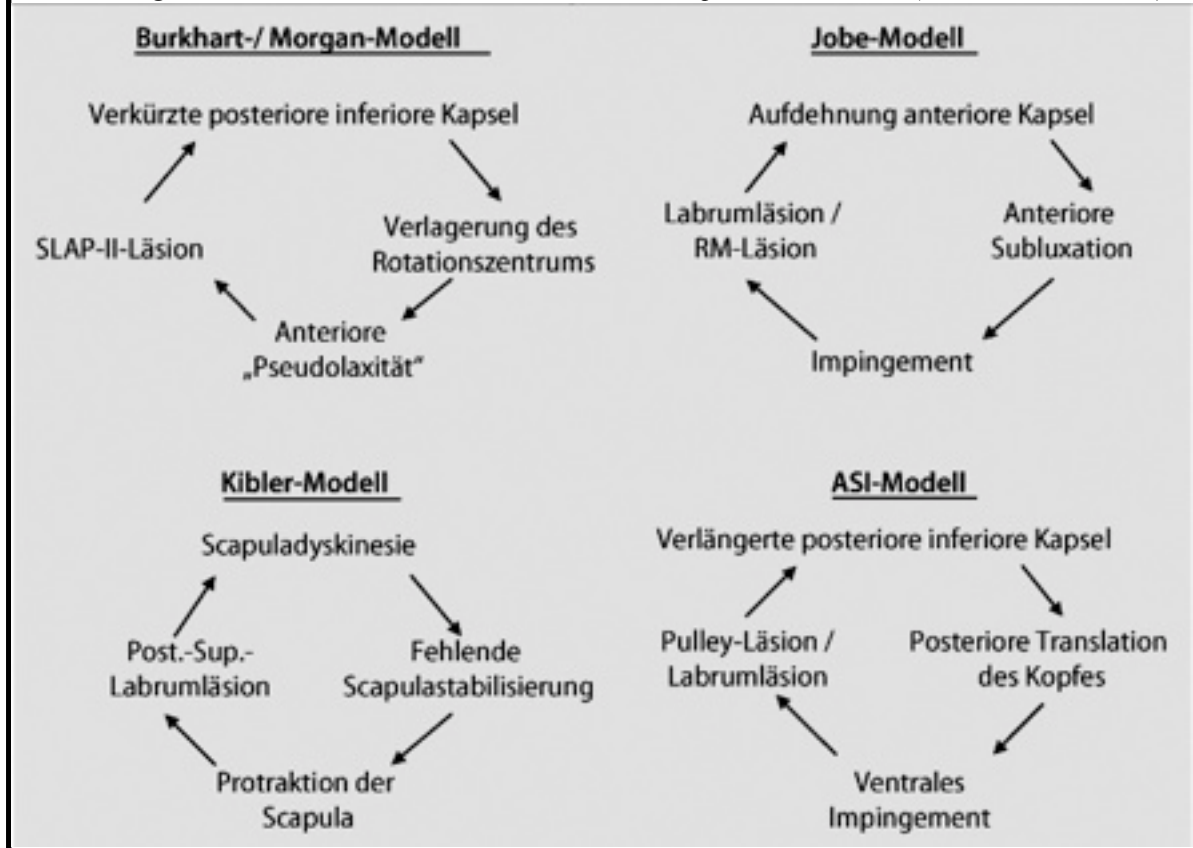 Burkhart-/ Morgan-Modell
Verkürzte posteriore inferiore Kapsel
Verlagerung des
Rotationszentrums
Anteriore
„Pseudolaxität“
SLAP-II-Läsion
Jobe-Modell
Aufdehnung anteriore Kapsel
Anteriore
Subluxation
Impingement
Labrumläsion /
RM-Läsion
Kibler-Modell
Scapuladyskinesie
Fehlende
Scapulastabilisierung
Protraktion der
Scapula
Post.-Sup.-
Labrumläsion
ASI-Modell
Verlängerte posteriore inferiore Kapsel
Posteriore Translation
des Kopfes
Ventrales
Impingement
Pulley-Läsion /
Labrumläsion